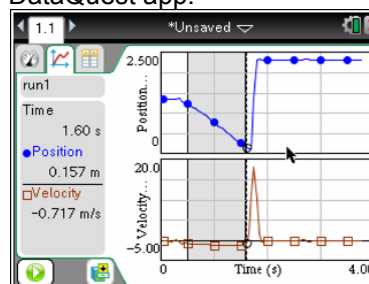 DataQuest app.
1.1
*Unsaved
run1
Time
1.60 s
Position
0.157 m
Velocity
-0.717 m/s
2.500
Position...
0
20.0
Velocity...
-5.00
0
Time (s)
4.00